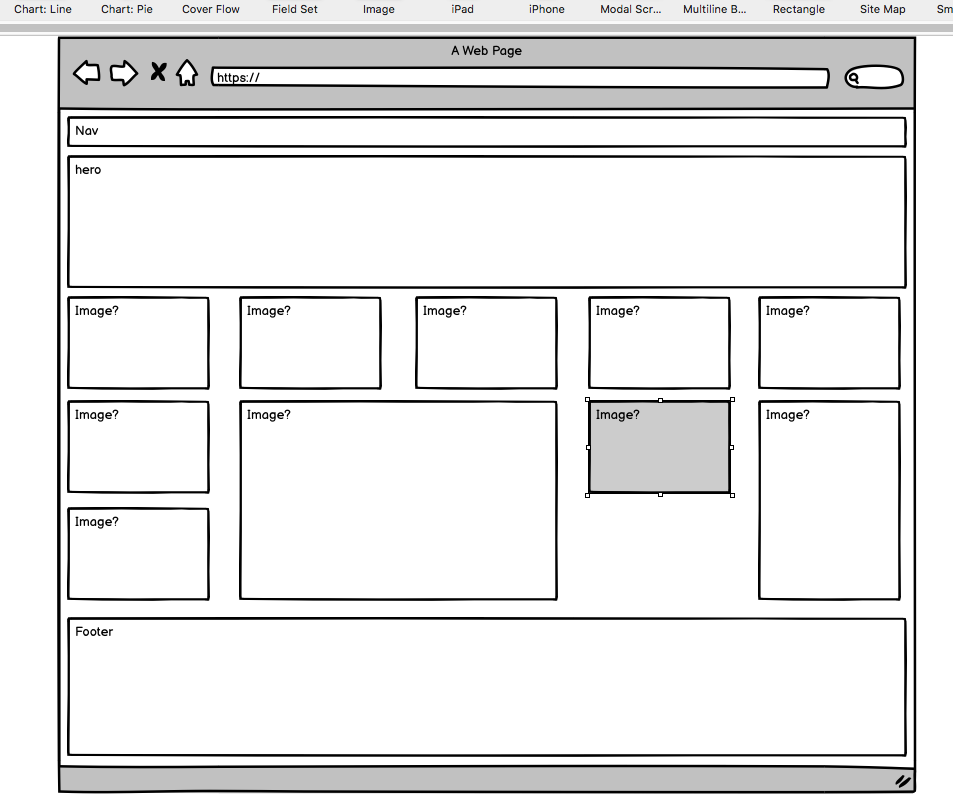 Chart: Line Chart: Pie Cover Flow Field Set Image iPad iPhone Modal Scr... Multiline B... Rectangle Site Map Sm
A Web Page
https://
Nav
hero
Image? Image? Image? Image? Image?
Image? Image? Image? Image?
Image?
Footer